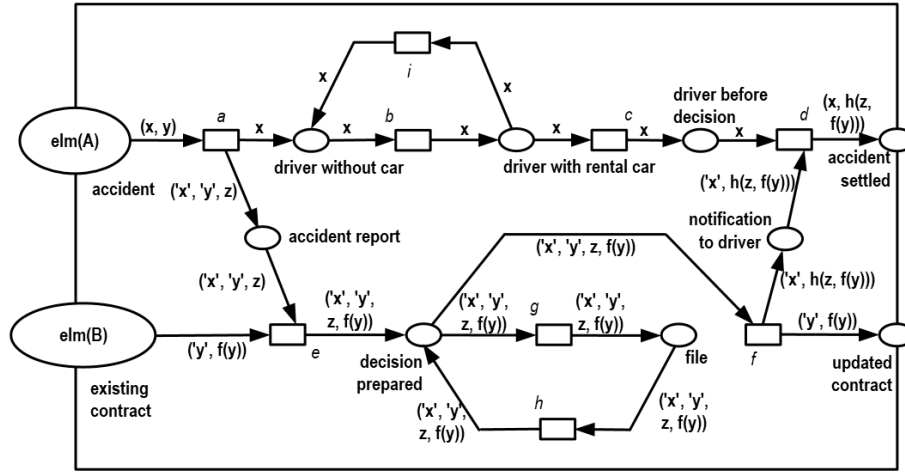 i
x
x
driver before
decision
(x, h(z,
f(y)))
elm(A)
(x, y)
a
x
x
b
x
x
c
x
x
d
accident
driver without car
driver with rental car
accident
settled
('x', 'y', z)
('x', h(z, f(y)))
accident report
notification
to driver
('x', 'y', z, f(y))
('x', 'y', z)
('x', 'y',
z, f(y))
('x', 'y',
z, f(y))
('x', 'y',
z, f(y))
('x', h(z, f(y)))
elm(B)
('y', f(y))
e
g
f
('y', f(y))
existing
contract
decision
prepared
file
updated
contract
('x', 'y',
z, f(y))
h
('x', 'y',
z, f(y))